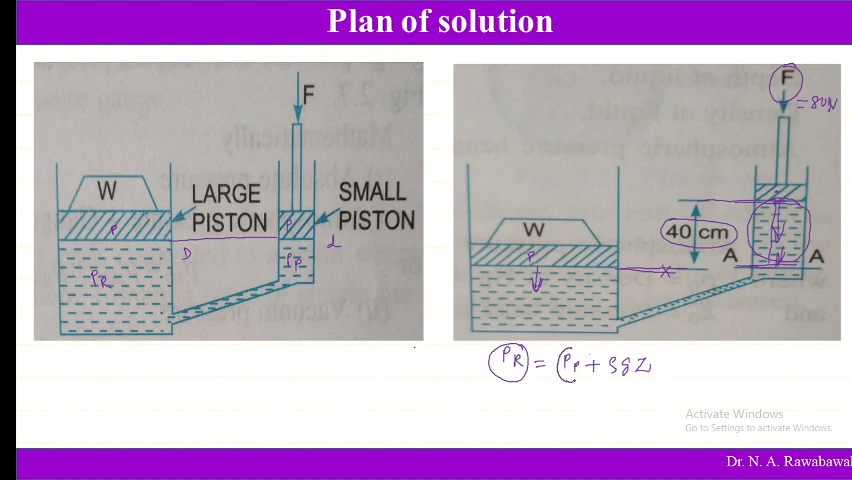 Plan of solution
F
W
LARGE
PISTON
SMALL
PISTON
P
P
D
d
PR
PP
F
= 80N
W
P
40 cm
A
A
PR = (Pp + ρgZ
Activate Windows
Go to Settings to activate Windows.
Dr. N. A. Rawabawal